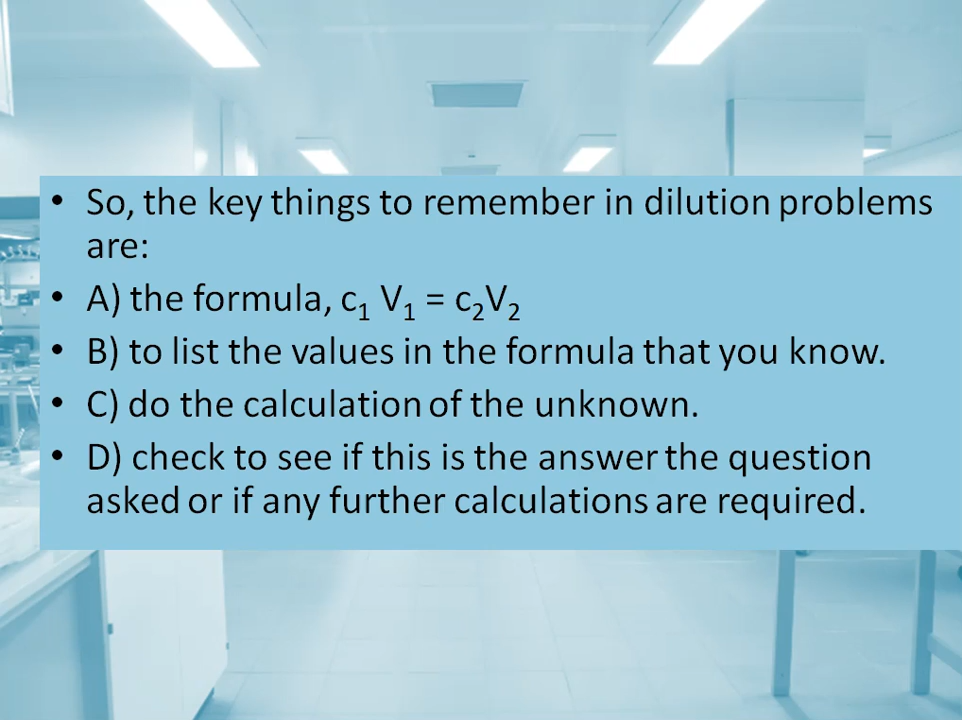 • So, the key things to remember in dilution problems
are:
• A) the formula, c₁ V₁ = c₂V₂
• B) to list the values in the formula that you know.
• C) do the calculation of the unknown.
• D) check to see if this is the answer the question
asked or if any further calculations are required.